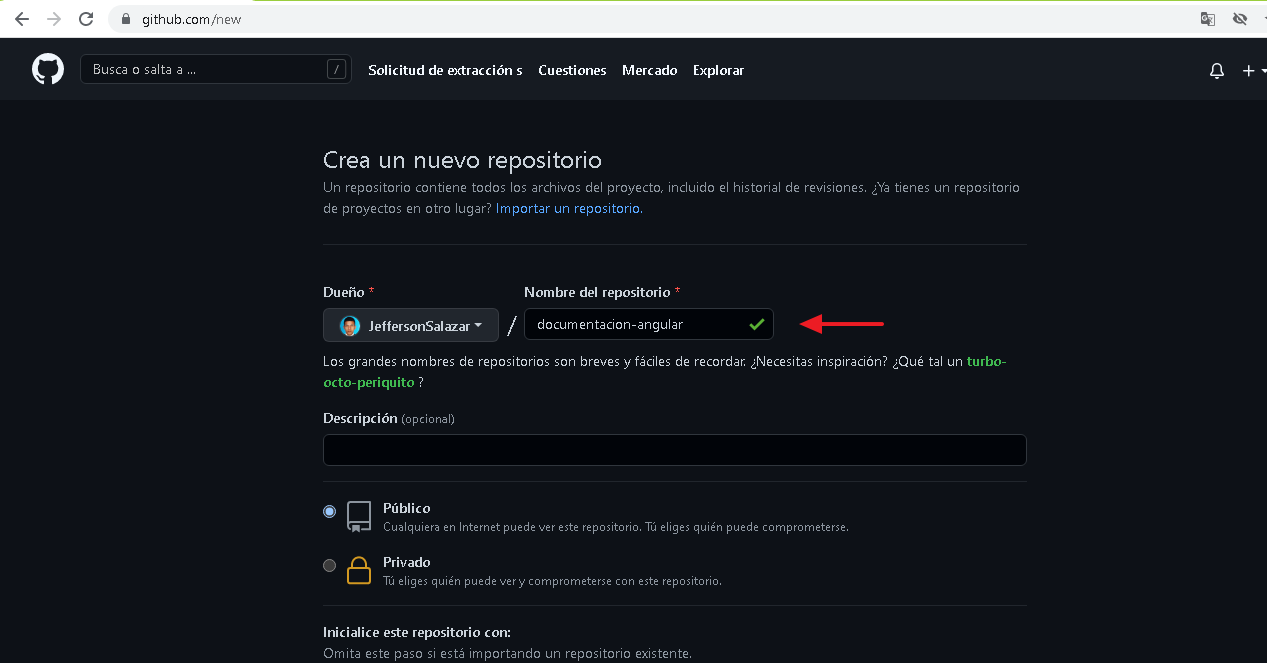 github.com/new
Busca o salta a ...
/
Solicitud de extracción s Cuestiones Mercado Explorar
Crea un nuevo repositorio
Un repositorio contiene todos los archivos del proyecto, incluido el historial de revisiones. ¿Ya tienes un repositorio
de proyectos en otro lugar? Importar un repositorio.
Dueño * Nombre del repositorio *
JeffersonSalazar / documentacion-angular
Los grandes nombres de repositorios son breves y fáciles de recordar. ¿Necesitas inspiración? ¿Qué tal un turbo-
octo-periquito ?
Descripción (opcional)
Público
Cualquiera en Internet puede ver este repositorio. Tú eliges quién puede comprometerse.
Privado
Tú eliges quién puede ver y comprometerse con este repositorio.
Inicialice este repositorio con:
Omita este paso si está importando un repositorio existente.